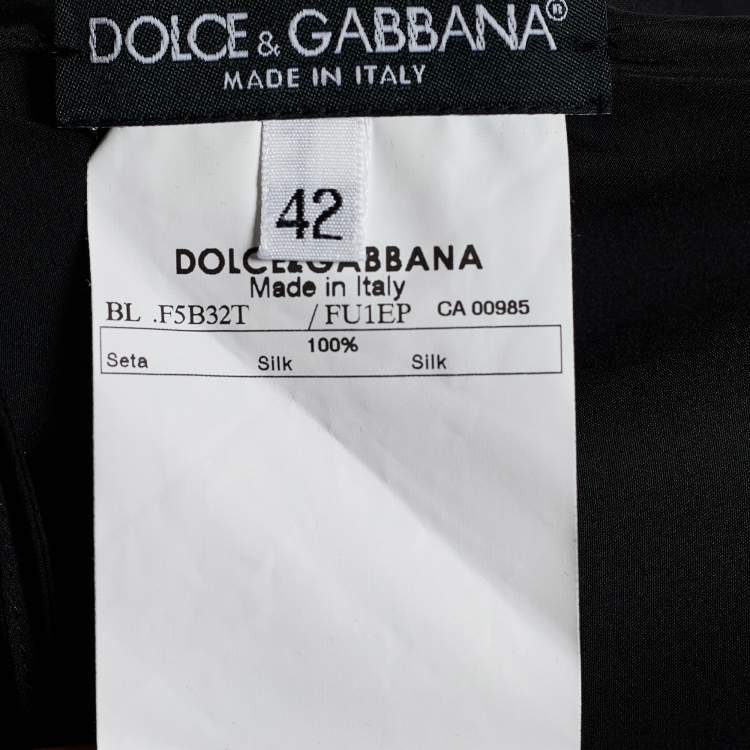 DOLCE & GABBANA®
MADE IN ITALY
42
DOLCE&GABBANA
Made in Italy
BL .F5B32T /FU1EP CA 00985
100%
Seta Silk Silk